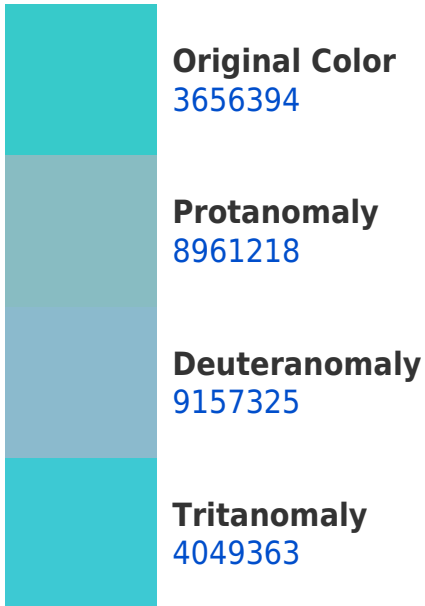 Original Color
3656394
Protanomaly
8961218
Deuteranomaly
9157325
Tritanomaly
4049363